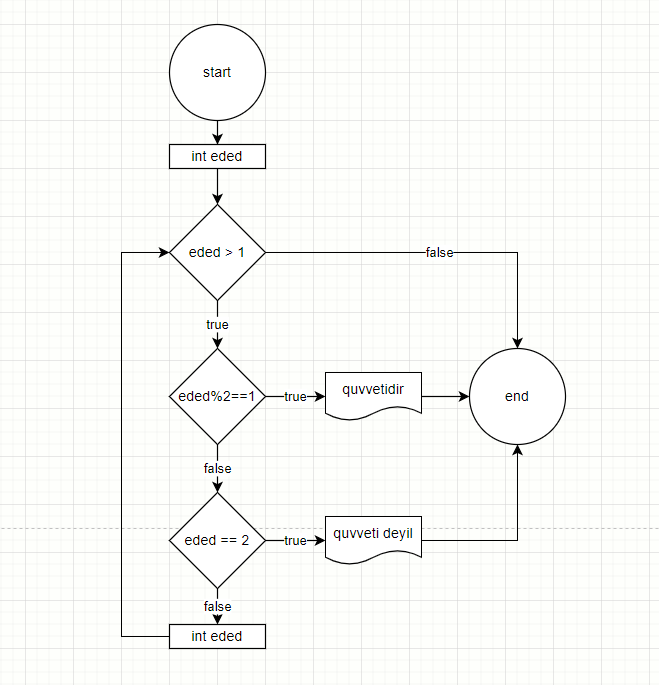 start
int eded
eded > 1
false
true
eded%2==1
true
quvvetidir
end
false
eded == 2
true
quvveti deyil
false
int eded